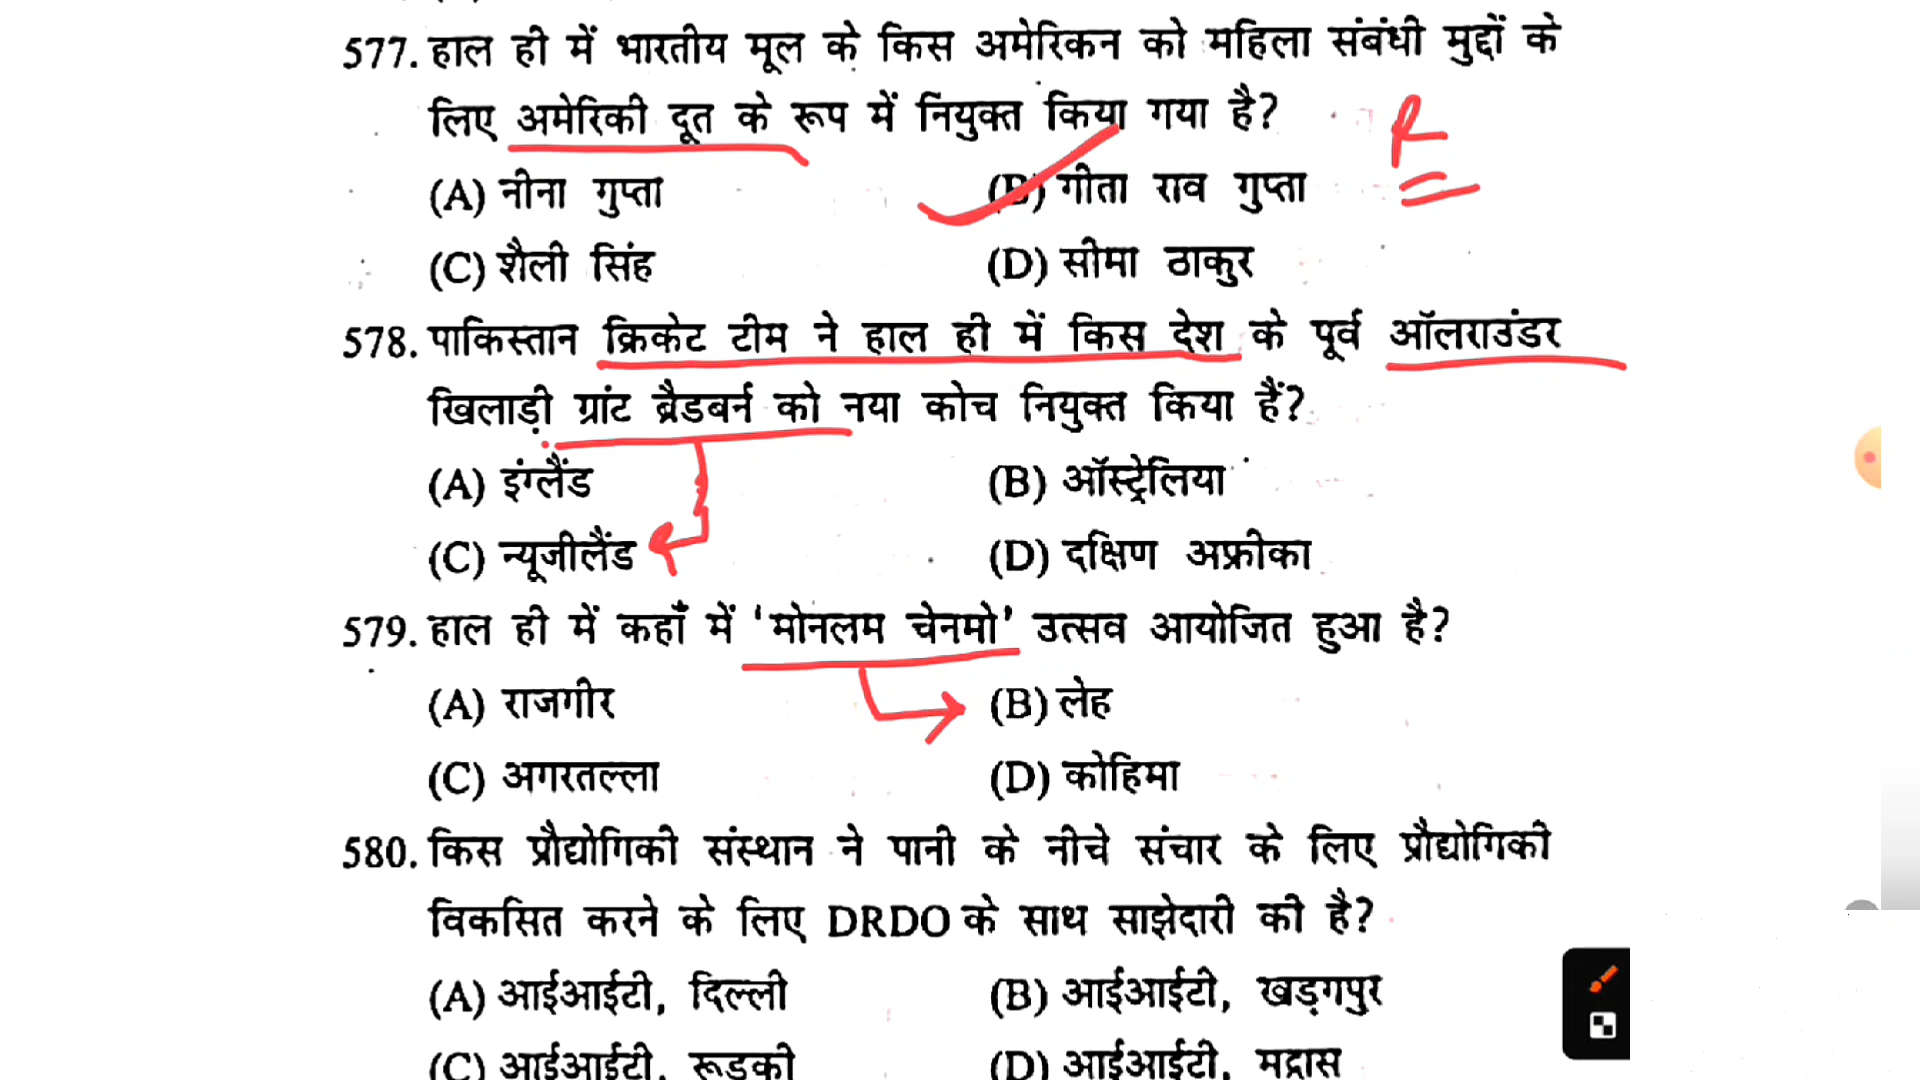 577. हाल ही में भारतीय मूल के किस अमेरिकन को महिला संबंधी मुद्दों के
लिए अमेरिकी दूत के रूप में नियुक्त किया गया है?
(A) नीना गुप्ता (B) गीता राव गुप्ता
(C) शैली सिंह (D) सीमा ठाकुर
578. पाकिस्तान क्रिकेट टीम ने हाल ही में किस देश के पूर्व ऑलराउंडर
खिलाड़ी ग्रांट ब्रैडबर्न को नया कोच नियुक्त किया हैं?
(A) इंग्लैंड (B) ऑस्ट्रेलिया
(C) न्यूजीलैंड (D) दक्षिण अफ्रीका
579. हाल ही में कहाँ में ‘मोनलम चेनमो’ उत्सव आयोजित हुआ है?
(A) राजगीर (B) लेह
(C) अगरतल्ला (D) कोहिमा
580. किस प्रौद्योगिकी संस्थान ने पानी के नीचे संचार के लिए प्रौद्योगिकी
विकसित करने के लिए DRDO के साथ साझेदारी की है?
(A) आईआईटी, दिल्ली (B) आईआईटी, खड़गपुर
(C) आईआईटी, रूड़की (D) आईआईटी, मद्रास